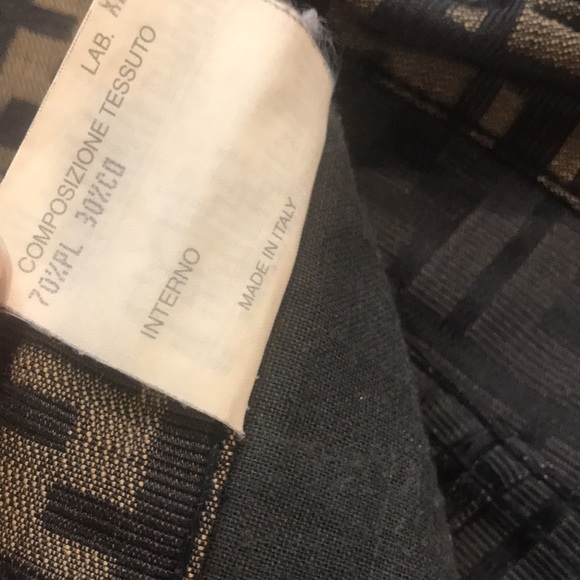 LAB.
COMPOSIZIONE TESSUTO
70%PL 30%CO
INTERNO
MADE IN ITALY